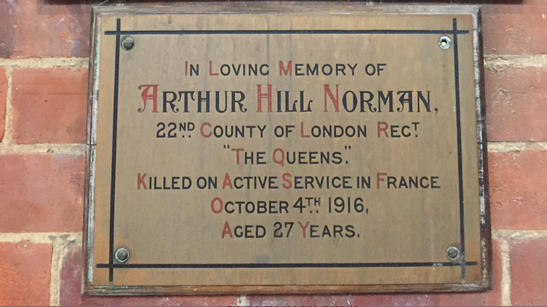 In Loving Memory of
Arthur Hill Norman,
22ND County of London Regt.
"The Queens."
Killed on Active Service in France
October 4TH 1916,
Aged 27 Years.